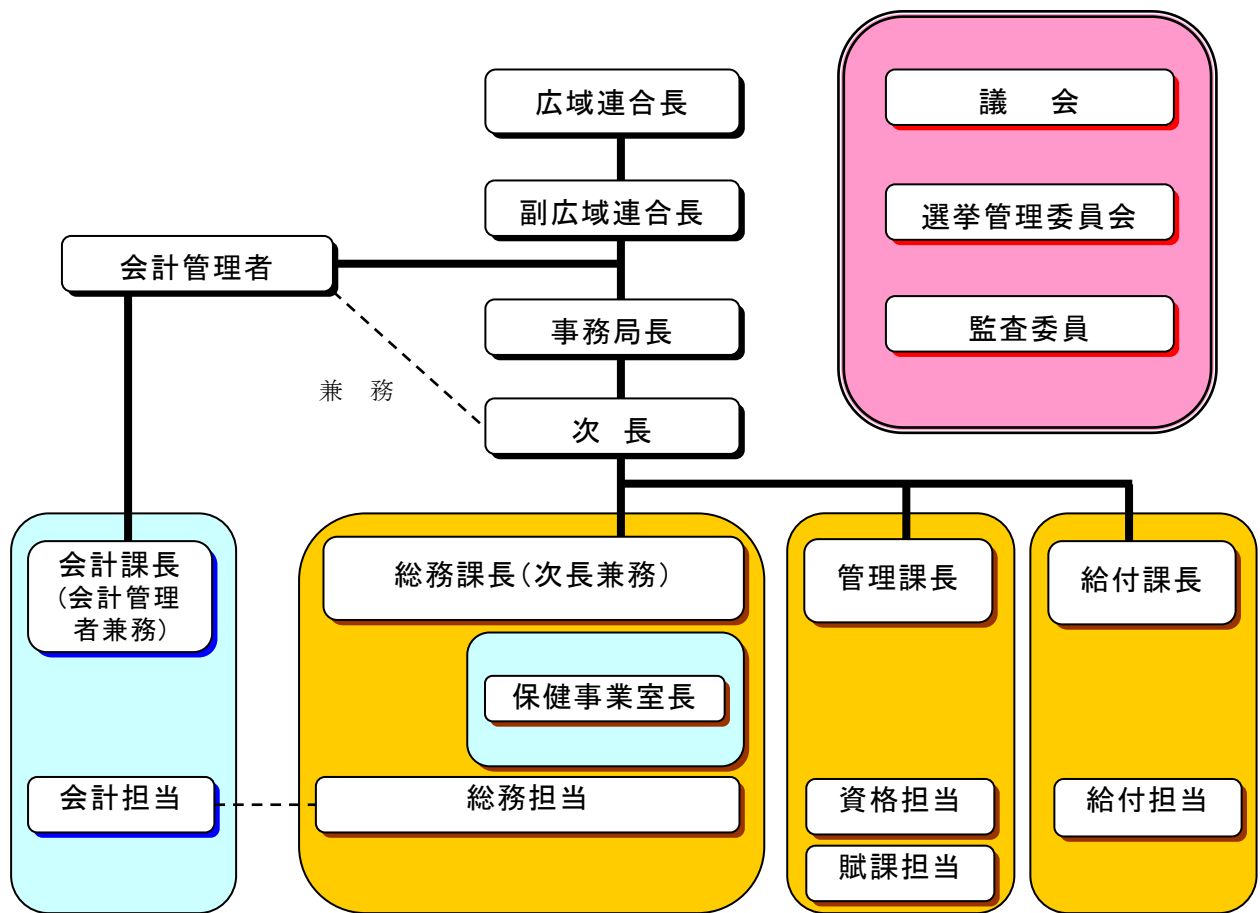 広域連合長
副広域連合長
会計管理者
事務局長
兼　務
次　長
議　　会
選挙管理委員会
監査委員
会計課長
(会計管理
者兼務)
会計担当
総務課長(次長兼務)
保健事業室長
総務担当
管理課長
資格担当
賦課担当
給付課長
給付担当